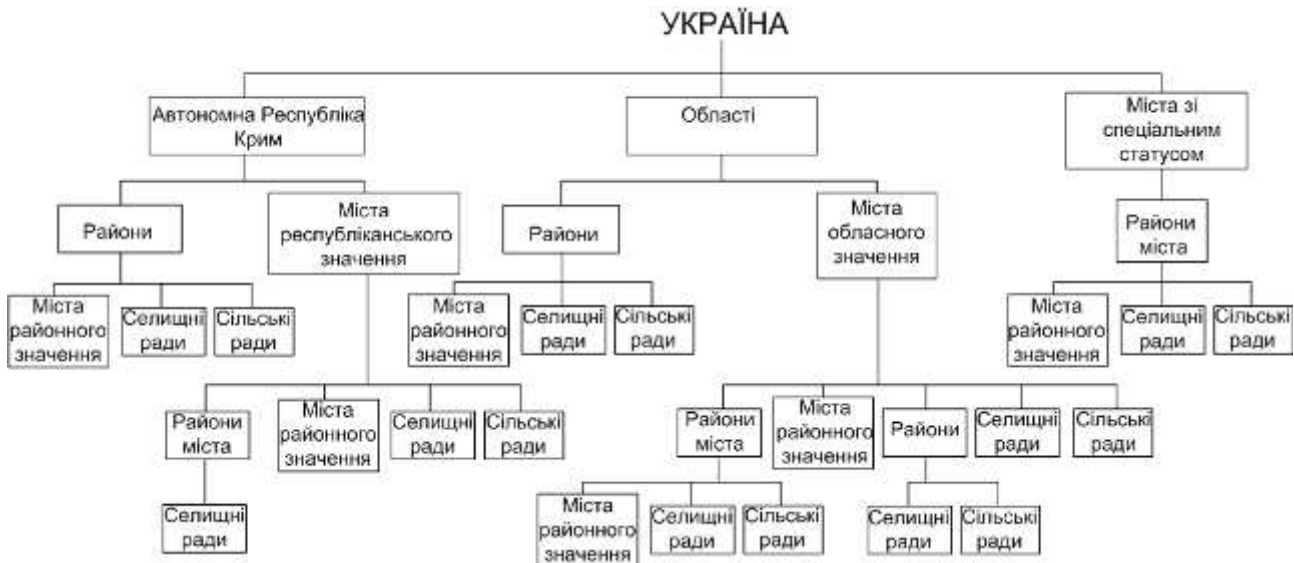 УКРАЇНА
Автономна Республіка
Крим
Області
Міста зі
спеціальним
статусом
Райони
Міста
республіканського
значення
Райони
Міста
обласного
значення
Райони
міста
Міста
районного
значення
Селищні
ради
Сільські
ради
Міста
районного
значення
Селищні
ради
Сільські
ради
Міста
районного
значення
Селищні
ради
Сільські
ради
Райони
міста
Міста
районного
значення
Селищні
ради
Сільські
ради
Райони
міста
Міста
районного
значення
Райони
Селищні
ради
Сільські
ради
Селищні
ради
Міста
районного
значення
Селищні
ради
Сільські
ради
Селищні
ради
Сільські
ради